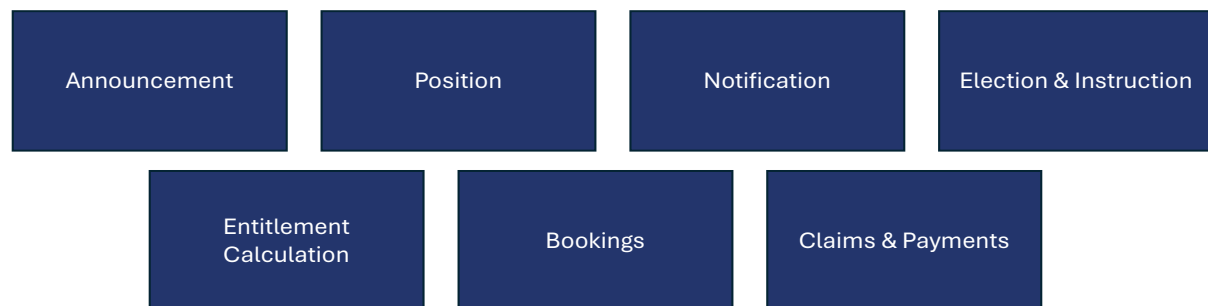 Announcement
Position
Notification
Election & Instruction
Entitlement
Calculation
Bookings
Claims & Payments